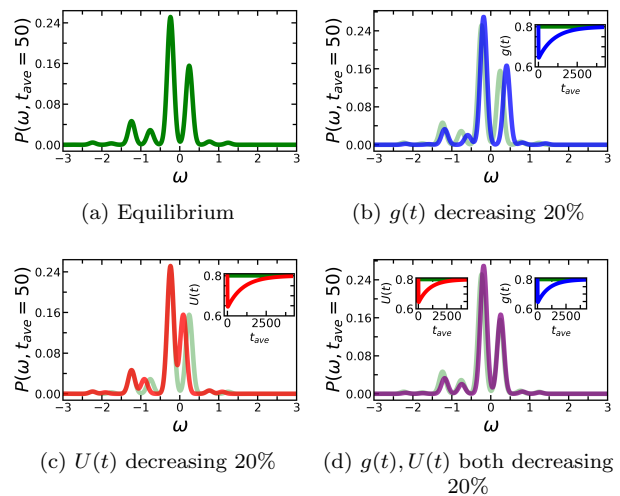 P(ω, t_ave = 50)
0.24
0.16
0.08
0.00
−3 −2 −1 0 1 2 3
ω
(a) Equilibrium
P(ω, t_ave = 50)
0.24
0.16
0.08
0.00
−3 −2 −1 0 1 2 3
ω
g(t)
0.8
0.6
0 2500
t_ave
(b) g(t) decreasing 20%
P(ω, t_ave = 50)
0.24
0.16
0.08
0.00
−3 −2 −1 0 1 2 3
ω
U(t)
0.8
0.6
0 2500
t_ave
(c) U(t) decreasing 20%
P(ω, t_ave = 50)
0.24
0.16
0.08
0.00
−3 −2 −1 0 1 2 3
ω
U(t)
0.8
0.6
0 2500
t_ave
g(t)
0.8
0.6
0 2500
t_ave
(d) g(t), U(t) both decreasing
20%